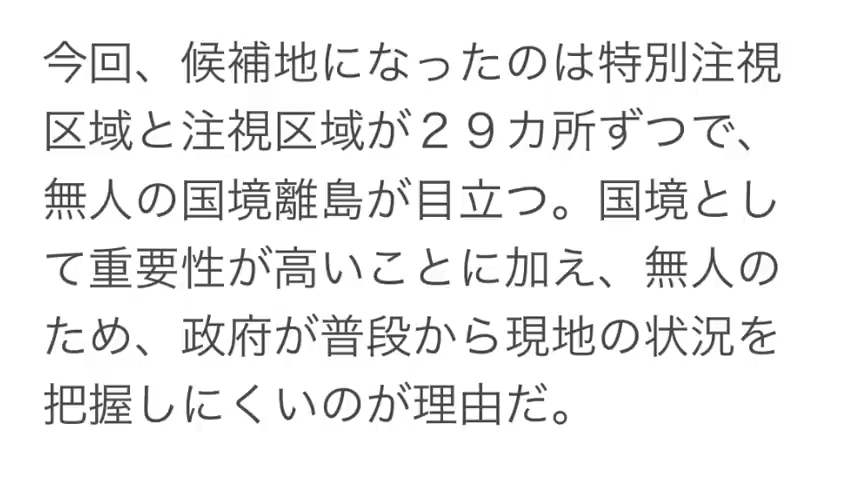 今回、候補地になったのは特別注視
区域と注視区域が２９カ所ずつで、
無人の国境離島が目立つ。国境とし
て重要性が高いことに加え、無人の
ため、政府が普段から現地の状況を
把握しにくいのが理由だ。